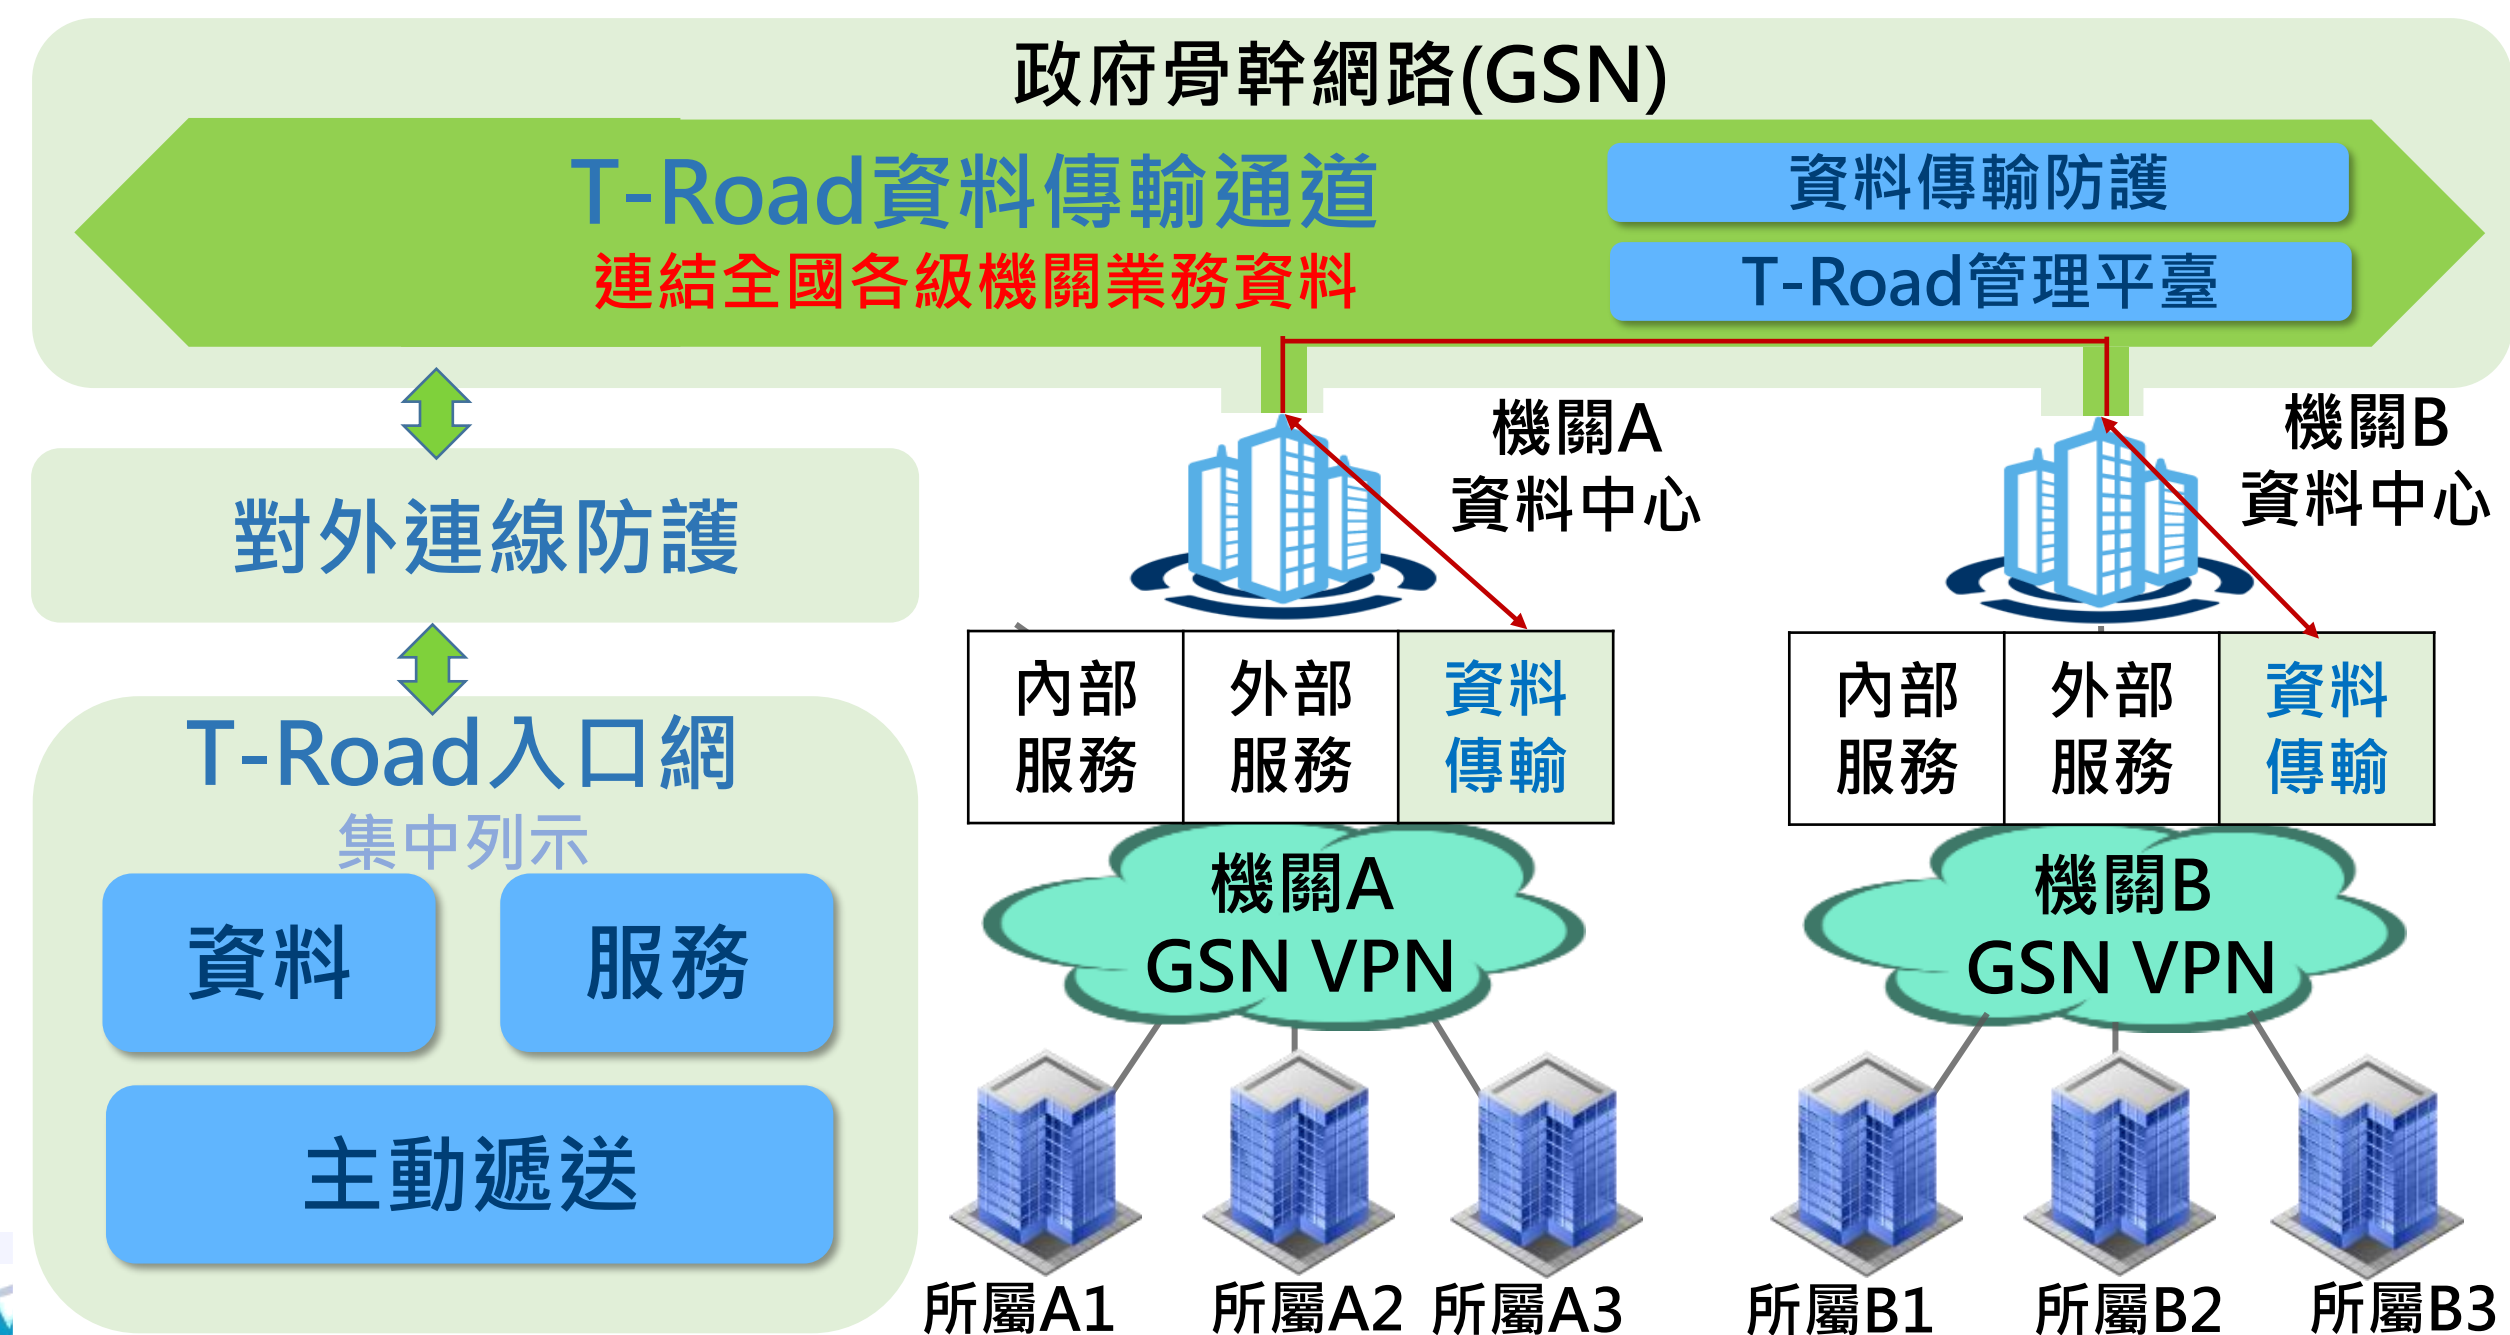 政府骨幹網路(GSN)
T-Road資料傳輸通道
連結全國各級機關業務資料
資料傳輸防護
T-Road管理平臺
對外連線防護
T-Road入口網
集中列示
資料
服務
主動遞送
機關A
資料中心
內部
服務
外部
服務
資料
傳輸
機關A
GSN VPN
所屬A1
所屬A2
所屬A3
機關B
資料中心
內部
服務
外部
服務
資料
傳輸
機關B
GSN VPN
所屬B1
所屬B2
所屬B3